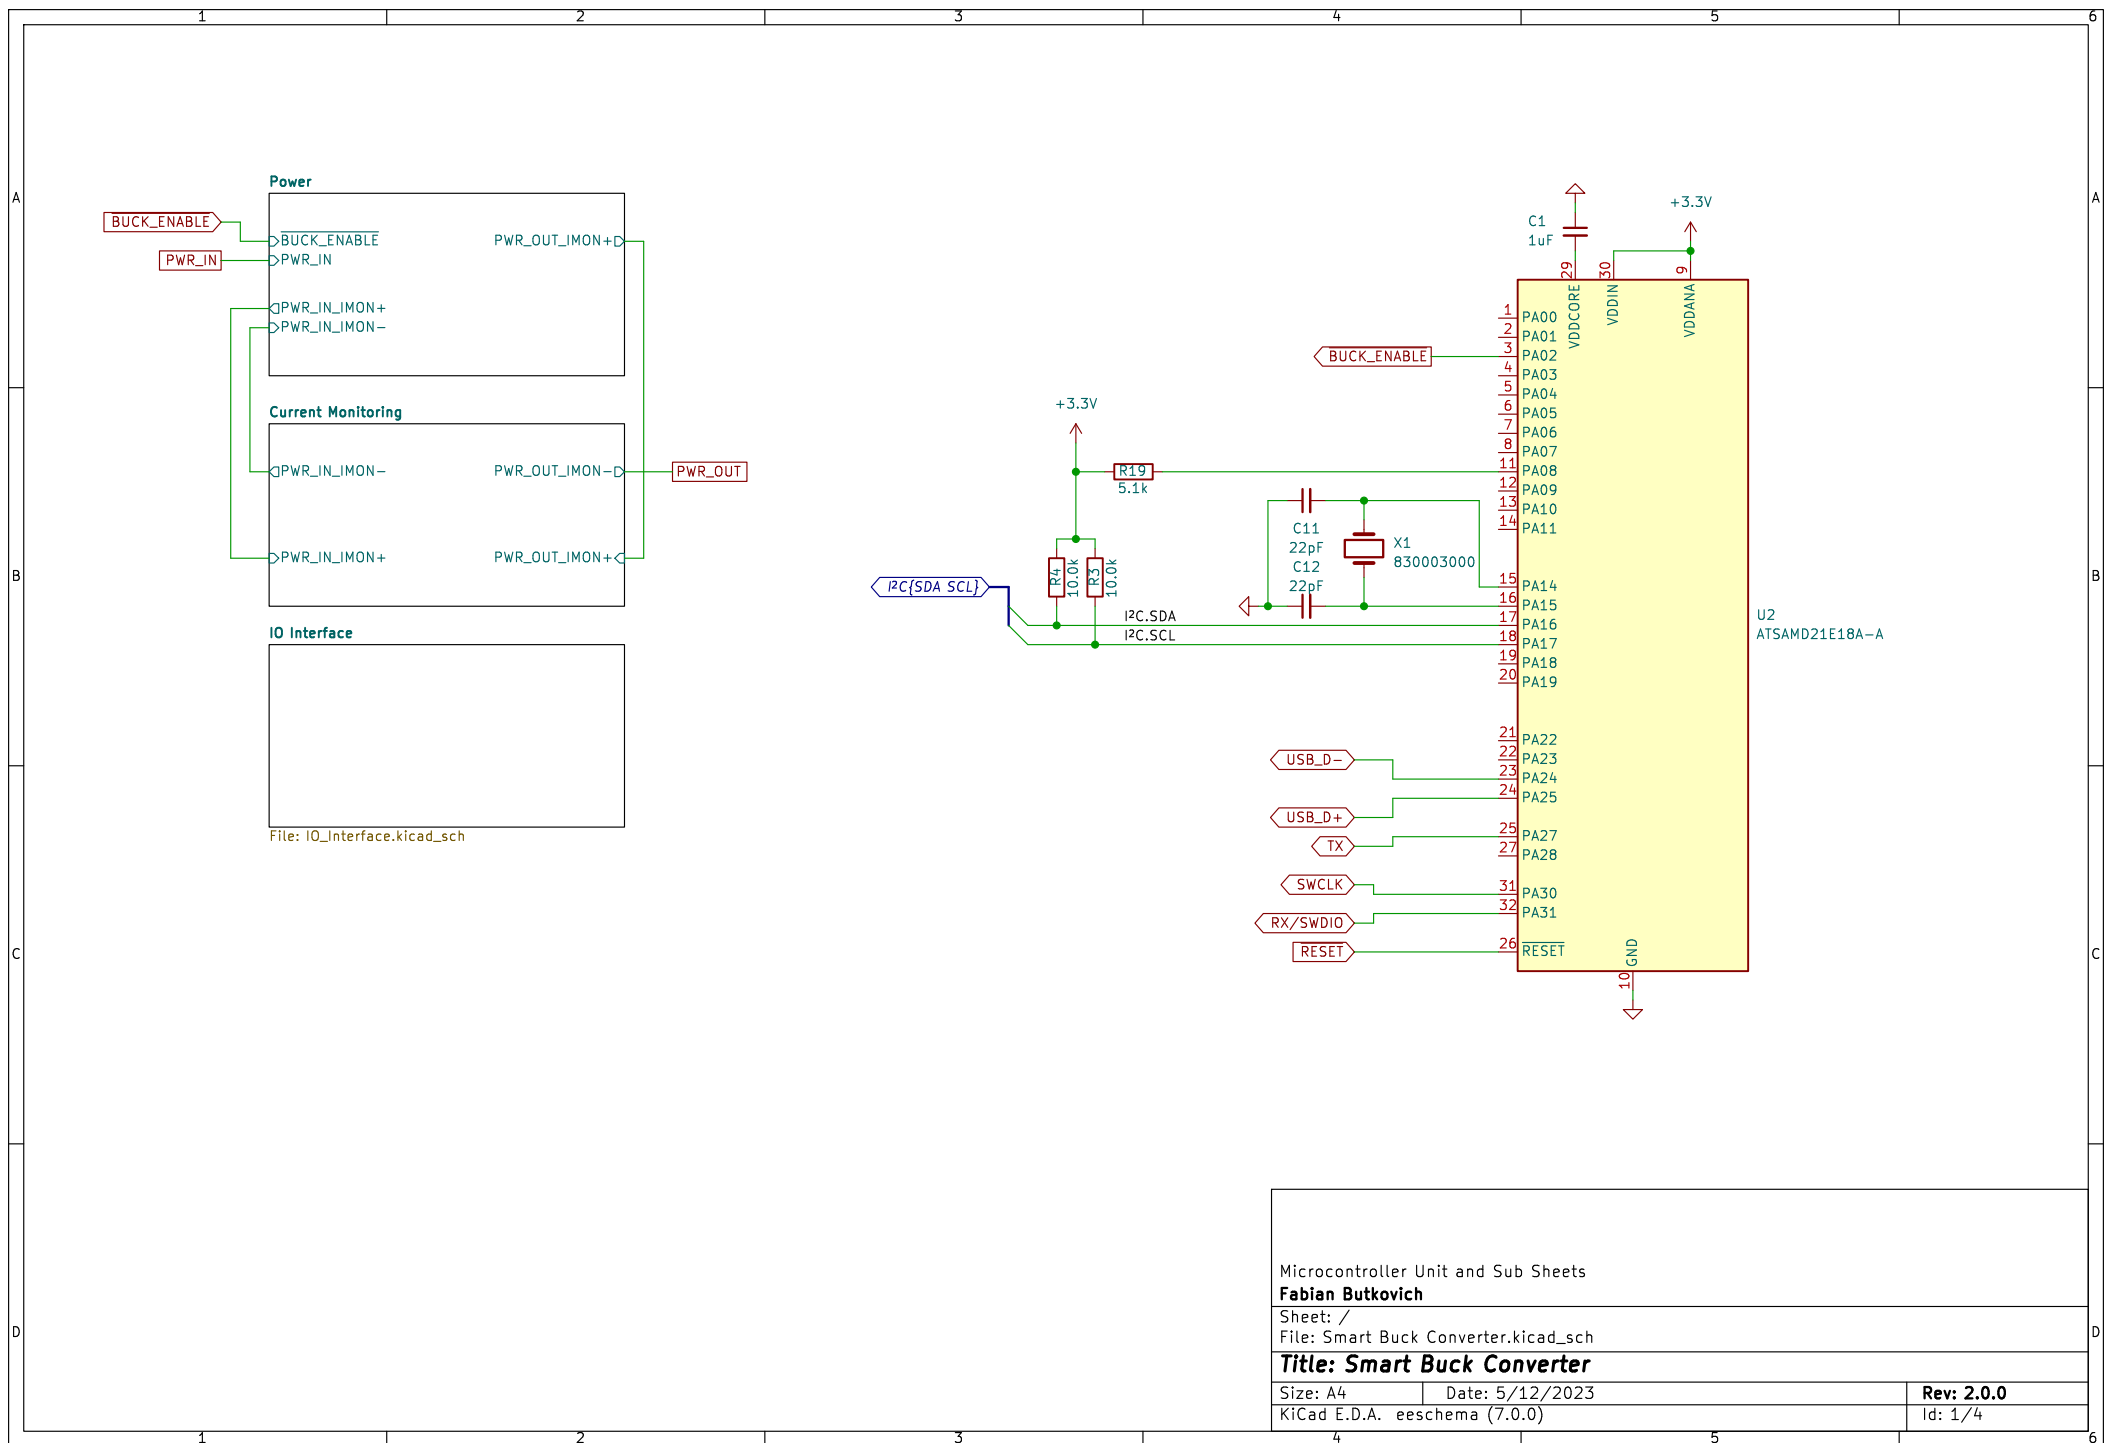 1 2 3 4 5 6
A
B
C
D
Power
BUCK_ENABLE
PWR_IN
BUCK_ENABLE
PWR_IN
PWR_IN_IMON+
PWR_IN_IMON-
PWR_OUT_IMON+
Current Monitoring
PWR_IN_IMON-
PWR_IN_IMON+
PWR_OUT_IMON-
PWR_OUT_IMON+
PWR_OUT
IO Interface
File: IO_Interface.kicad_sch
+3.3V
R19
5.1k
R4
10.0k
R3
10.0k
I²C{SDA SCL}
I²C.SDA
I²C.SCL
C11
22pF
C12
22pF
X1
830003000
BUCK_ENABLE
USB_D-
USB_D+
TX
SWCLK
RX/SWDIO
RESET
C1
1uF
+3.3V
29 VDDCORE
30 VDDIN
9 VDDANA
1 PA00
2 PA01
3 PA02
4 PA03
5 PA04
6 PA05
7 PA06
8 PA07
11 PA08
12 PA09
13 PA10
14 PA11
15 PA14
16 PA15
17 PA16
18 PA17
19 PA18
20 PA19
21 PA22
22 PA23
23 PA24
24 PA25
25 PA27
27 PA28
31 PA30
32 PA31
26 RESET
10 GND
U2
ATSAMD21E18A-A
A
B
C
D
Microcontroller Unit and Sub Sheets
Fabian Butkovich
Sheet: /
File: Smart Buck Converter.kicad_sch
Title: Smart Buck Converter
Size: A4 Date: 5/12/2023 Rev: 2.0.0
KiCad E.D.A. eeschema (7.0.0) Id: 1/4
1 2 3 4 5 6